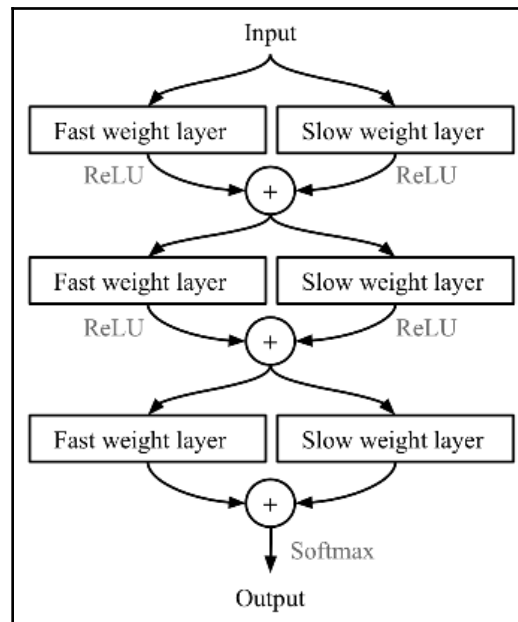 Input
Fast weight layer Slow weight layer
ReLU ReLU
+
Fast weight layer Slow weight layer
ReLU ReLU
+
Fast weight layer Slow weight layer
+
Softmax
Output